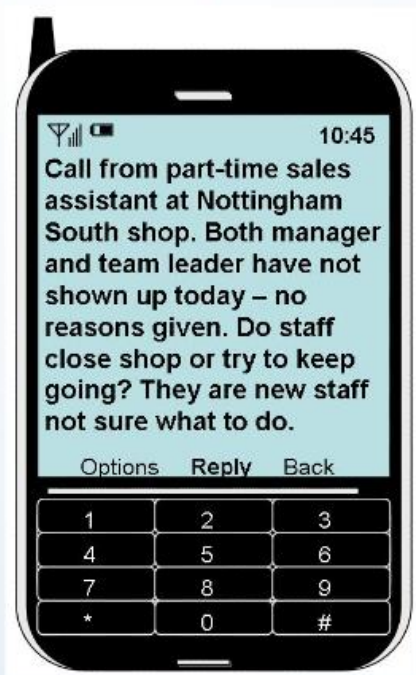 10:45
Call from part-time sales
assistant at Nottingham
South shop. Both manager
and team leader have not
shown up today – no
reasons given. Do staff
close shop or try to keep
going? They are new staff
not sure what to do.
Options Reply Back
1 2 3
4 5 6
7 8 9
* 0 #